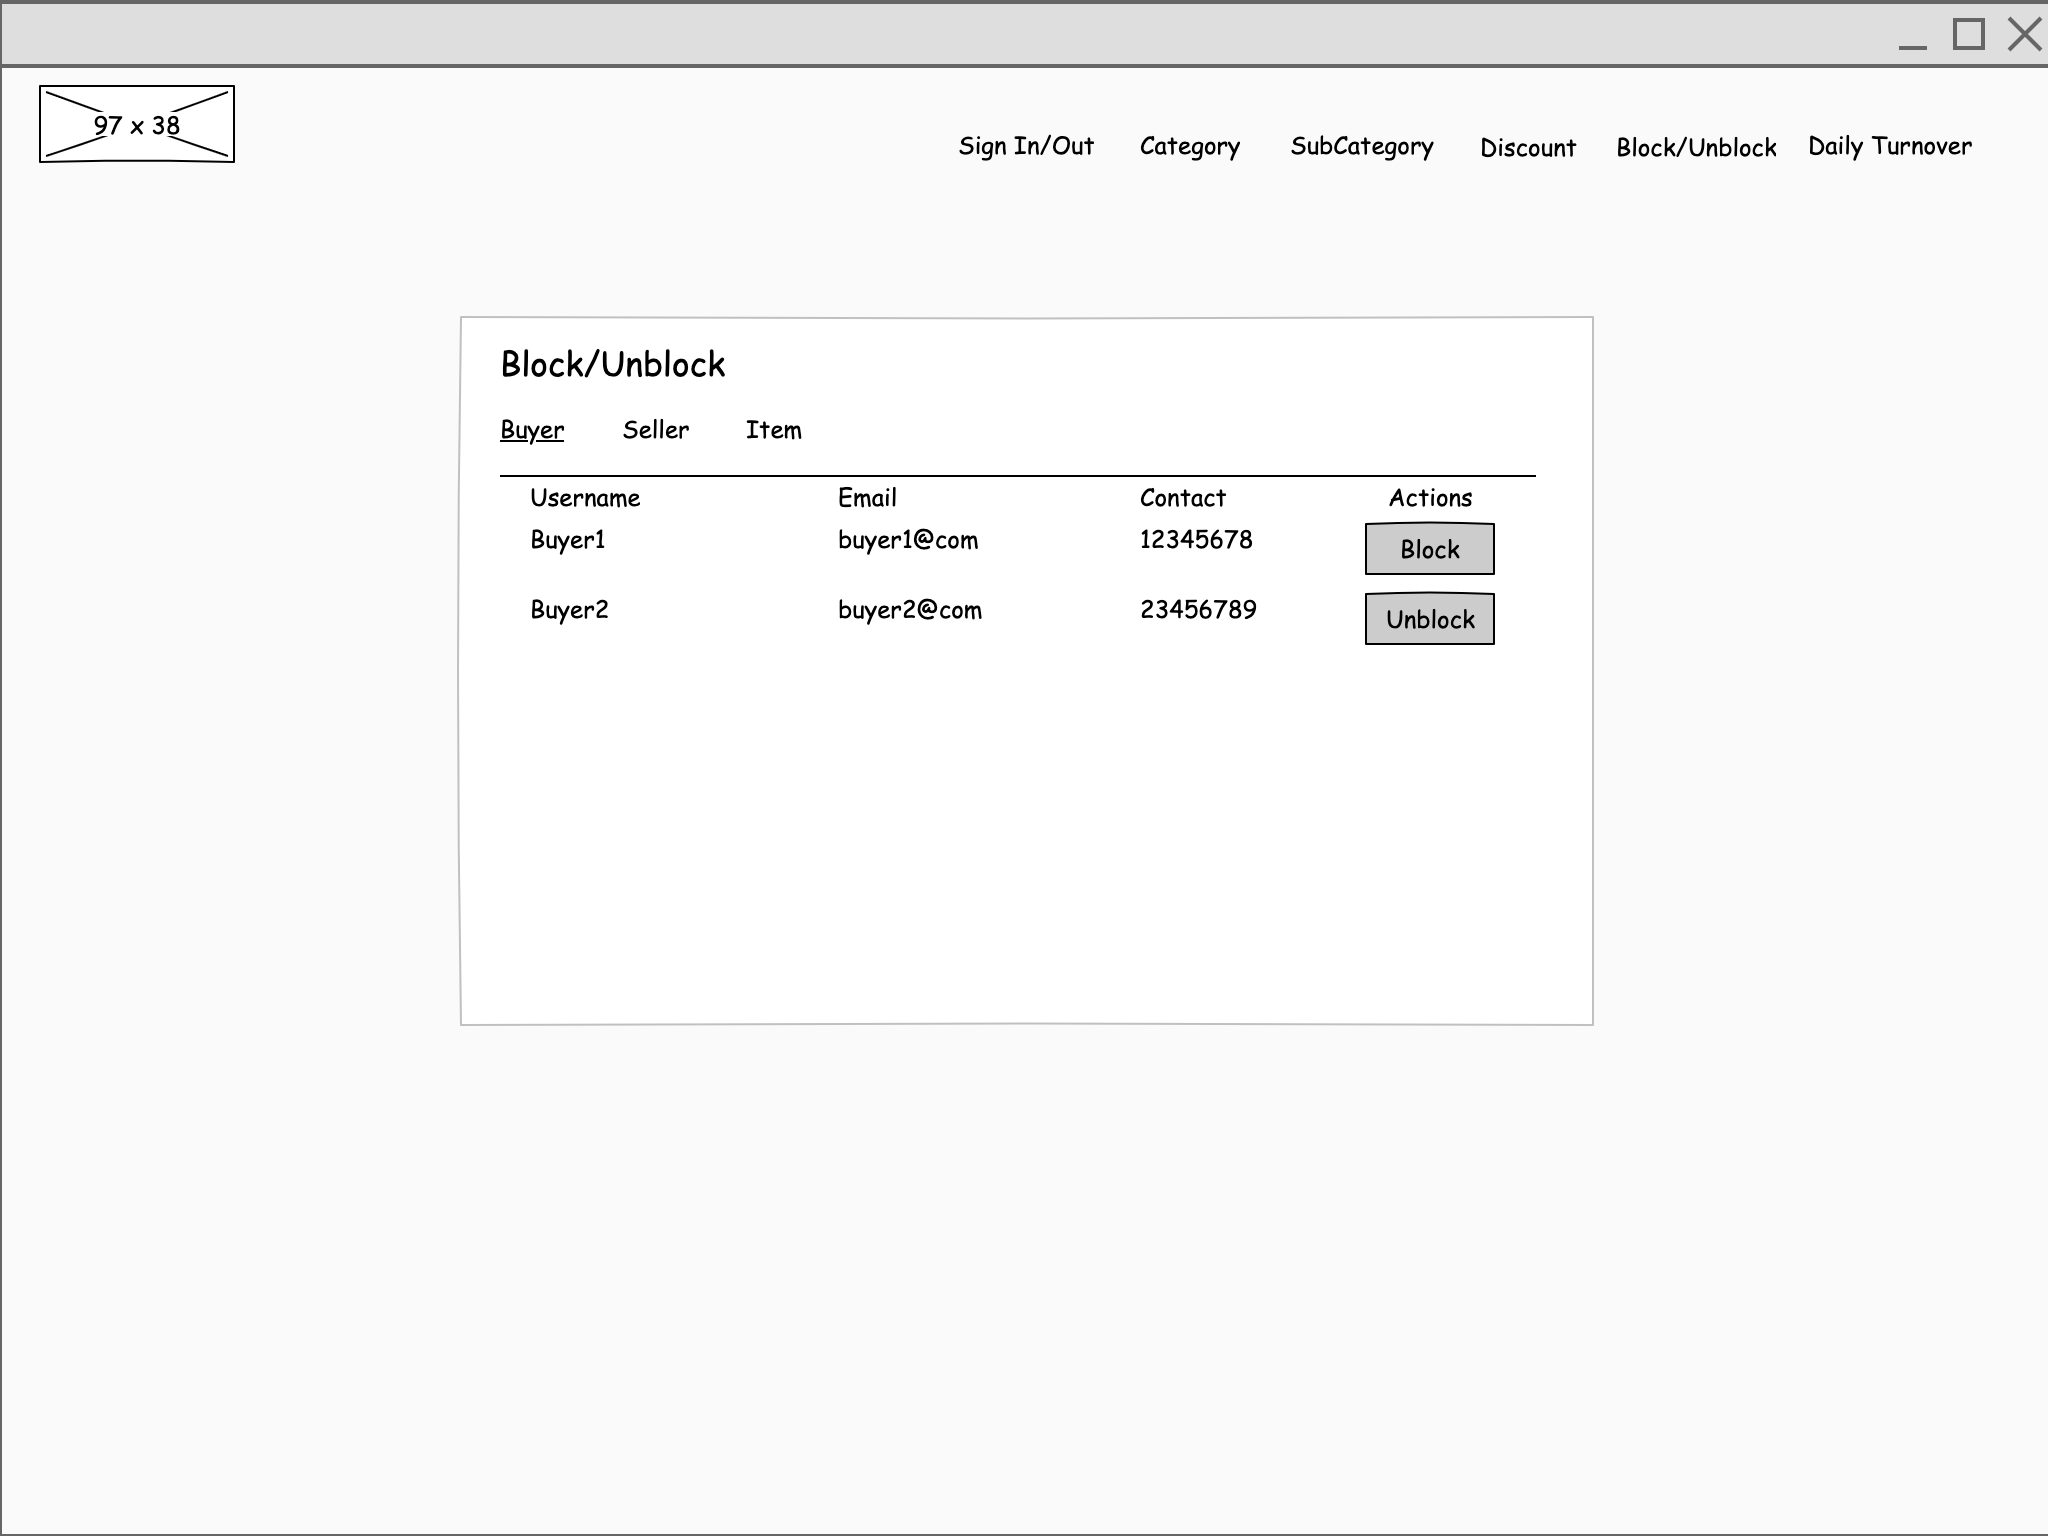 97 x 38
Sign In/Out Category SubCategory Discount Block/Unblock Daily Turnover
Block/Unblock
Buyer Seller Item
Username Email Contact Actions
Buyer1 buyer1@com 12345678 Block
Buyer2 buyer2@com 23456789 Unblock